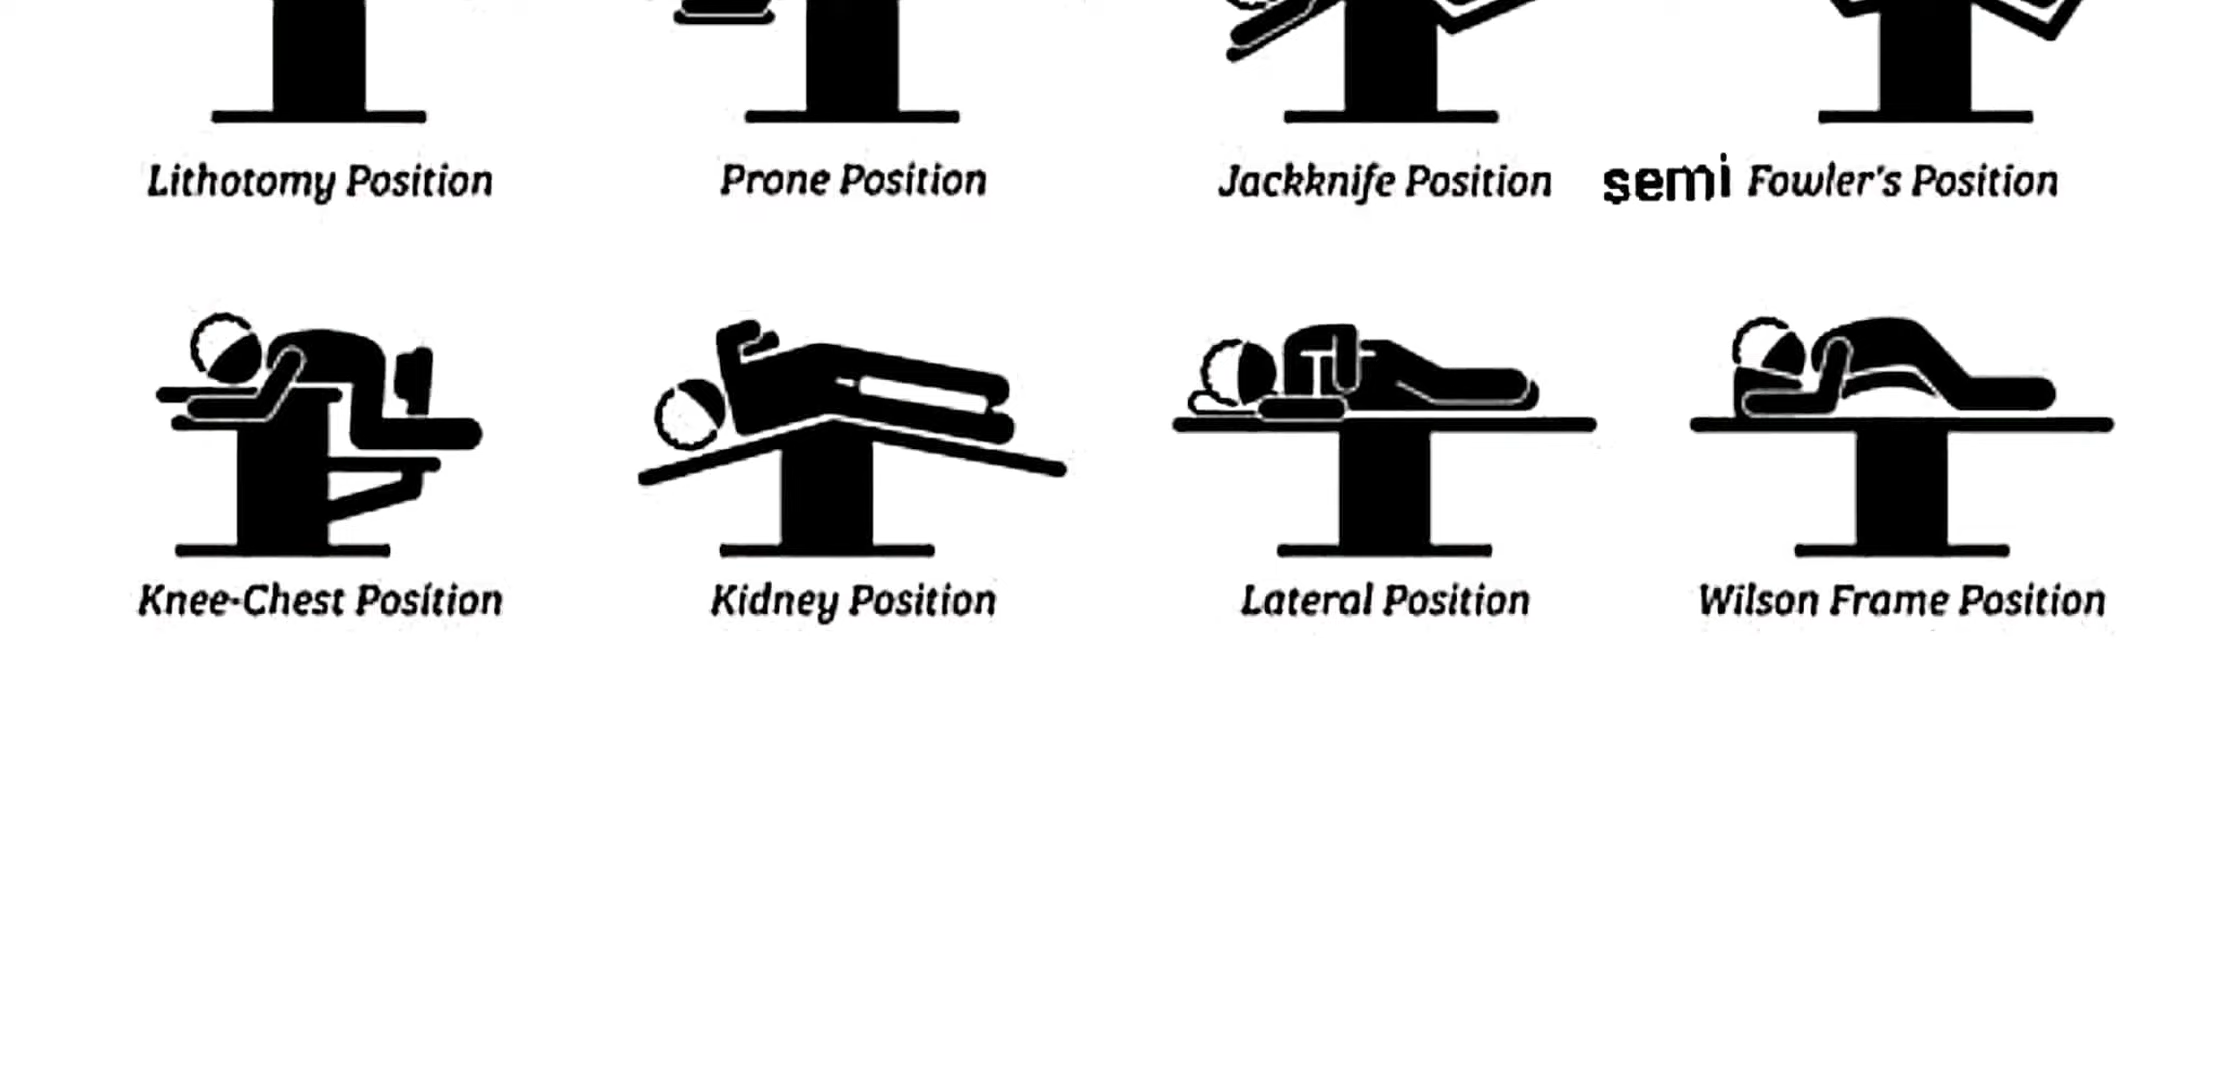 Lithotomy Position
Prone Position
Jackknife Position
semi Fowler's Position
Knee-Chest Position
Kidney Position
Lateral Position
Wilson Frame Position